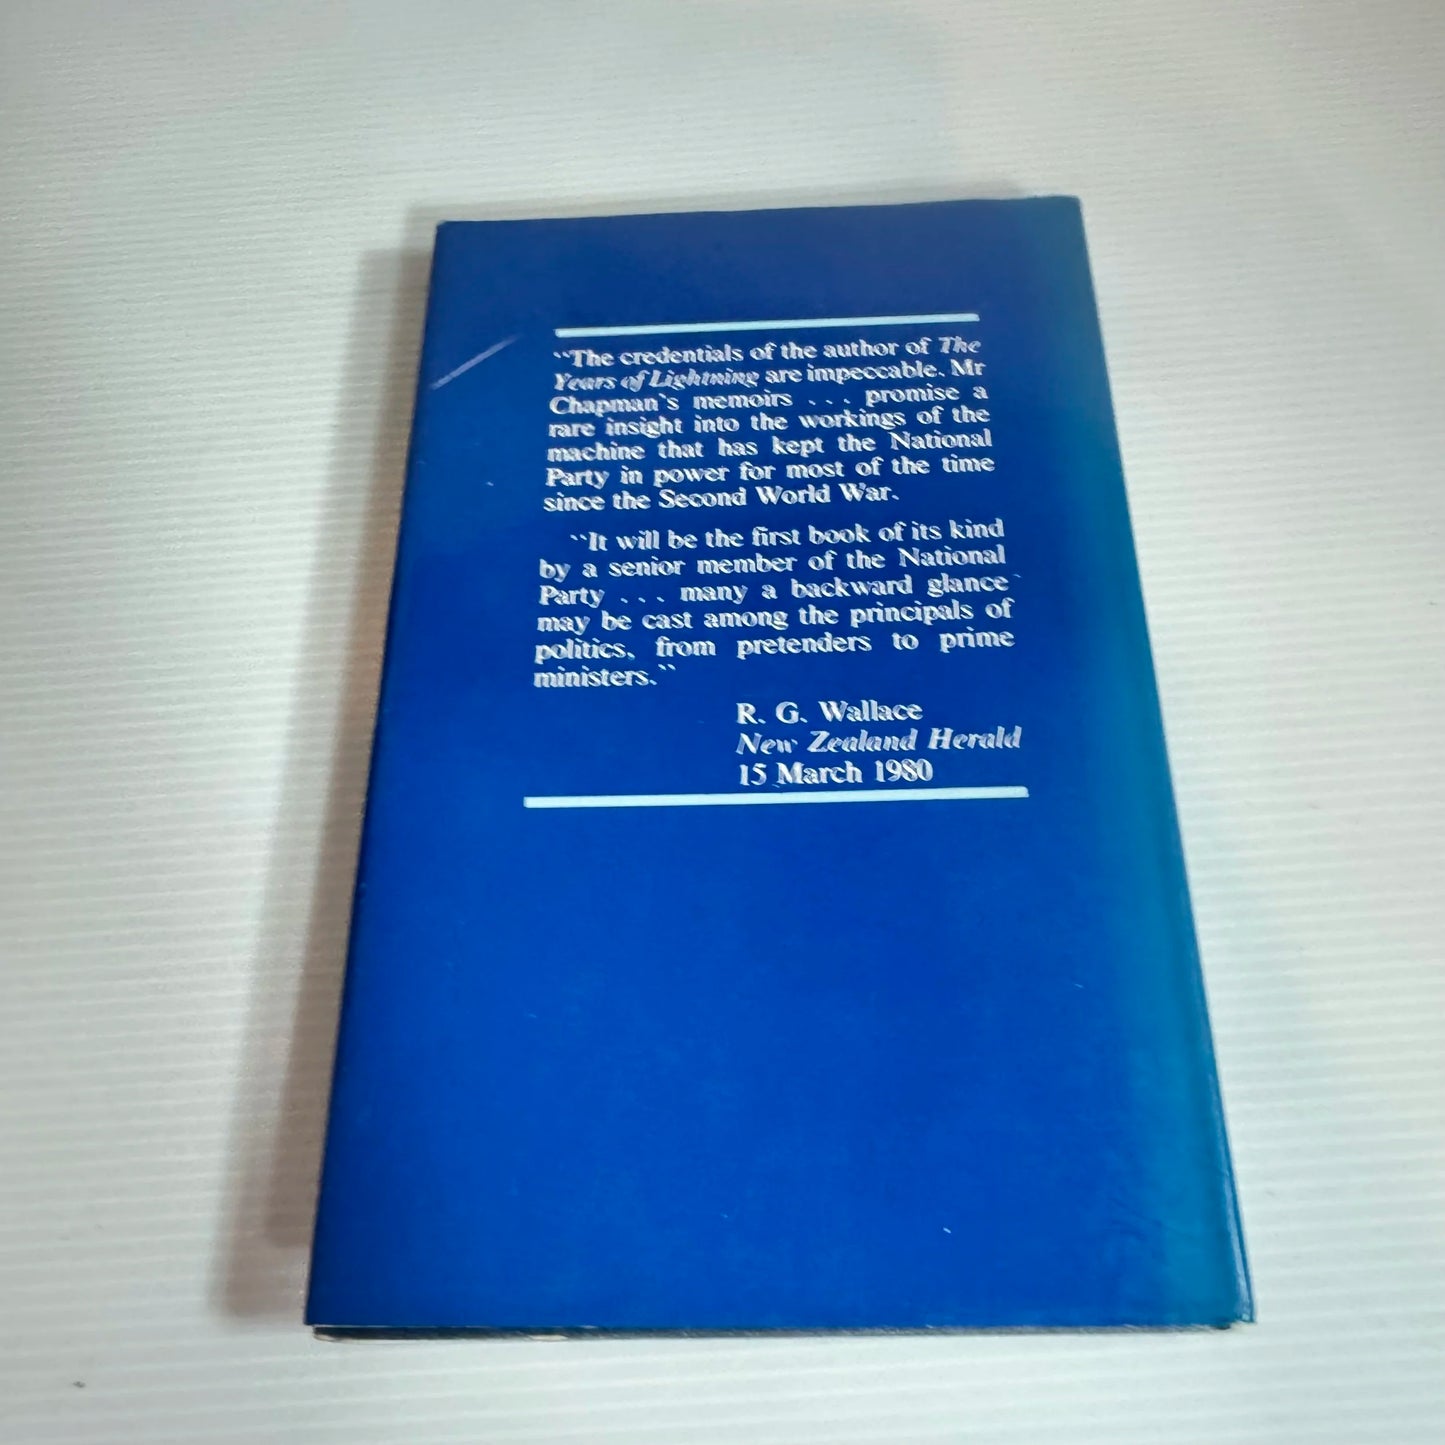 “The credentials of the author of The
Years of Lightning are impeccable. Mr
Chapman's memoirs . . . promise a
rare insight into the workings of the
machine that has kept the National
Party in power for most of the time
since the Second World War.
“It will be the first book of its kind
by a senior member of the National
Party . . . many a backward glance
may be cast among the principals of
politics, from pretenders to prime
ministers.”
R. G. Wallace
New Zealand Herald
15 March 1980